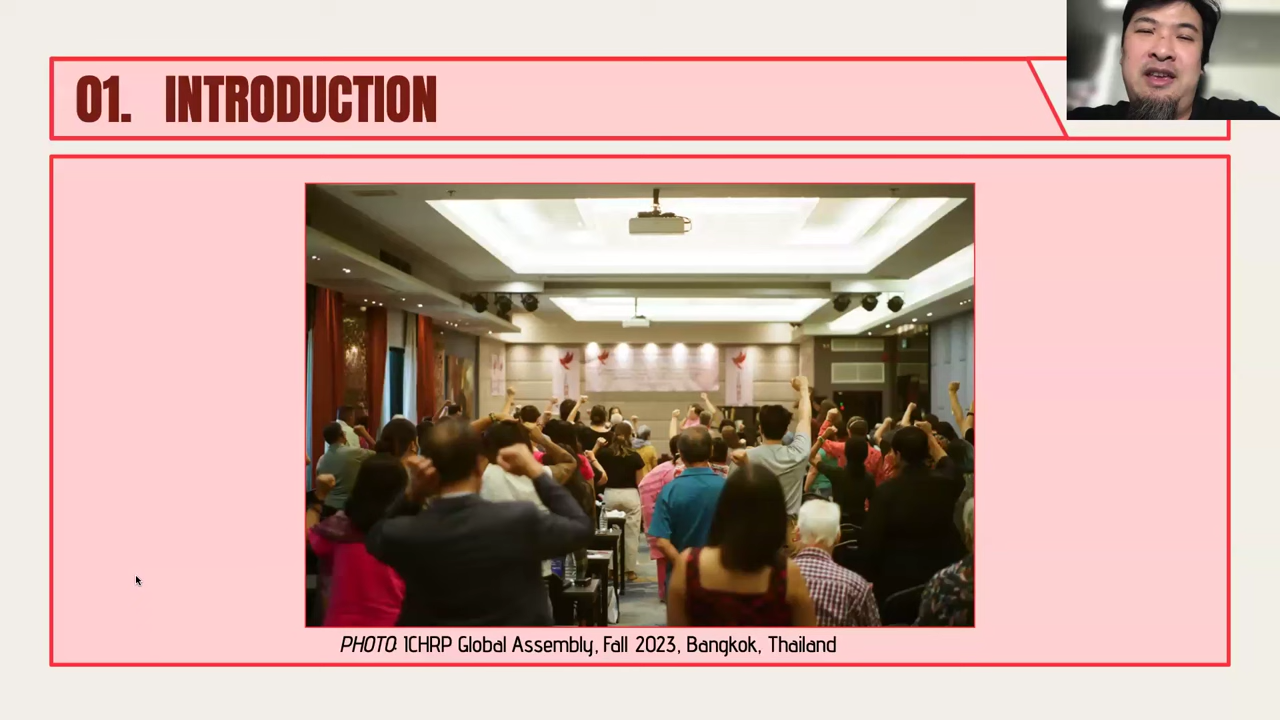 01. INTRODUCTION
PHOTO: ICHRP Global Assembly, Fall 2023, Bangkok, Thailand